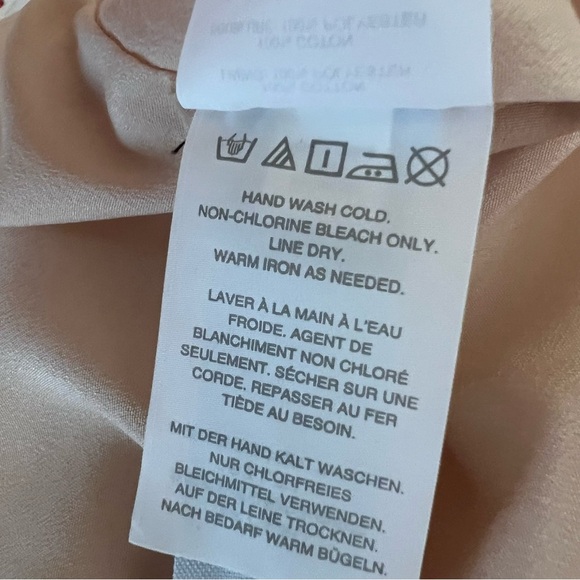 HAND WASH COLD.
NON-CHLORINE BLEACH ONLY.
LINE DRY.
WARM IRON AS NEEDED.
LAVER À LA MAIN À L'EAU
FROIDE. AGENT DE
BLANCHIMENT NON CHLORÉ
SEULEMENT. SÉCHER SUR UNE
CORDE. REPASSER AU FER
TIÈDE AU BESOIN.
MIT DER HAND KALT WASCHEN.
NUR CHLORFREIES
BLEICHMITTEL VERWENDEN.
AUF DER LEINE TROCKNEN.
NACH BEDARF WARM BÜGELN.